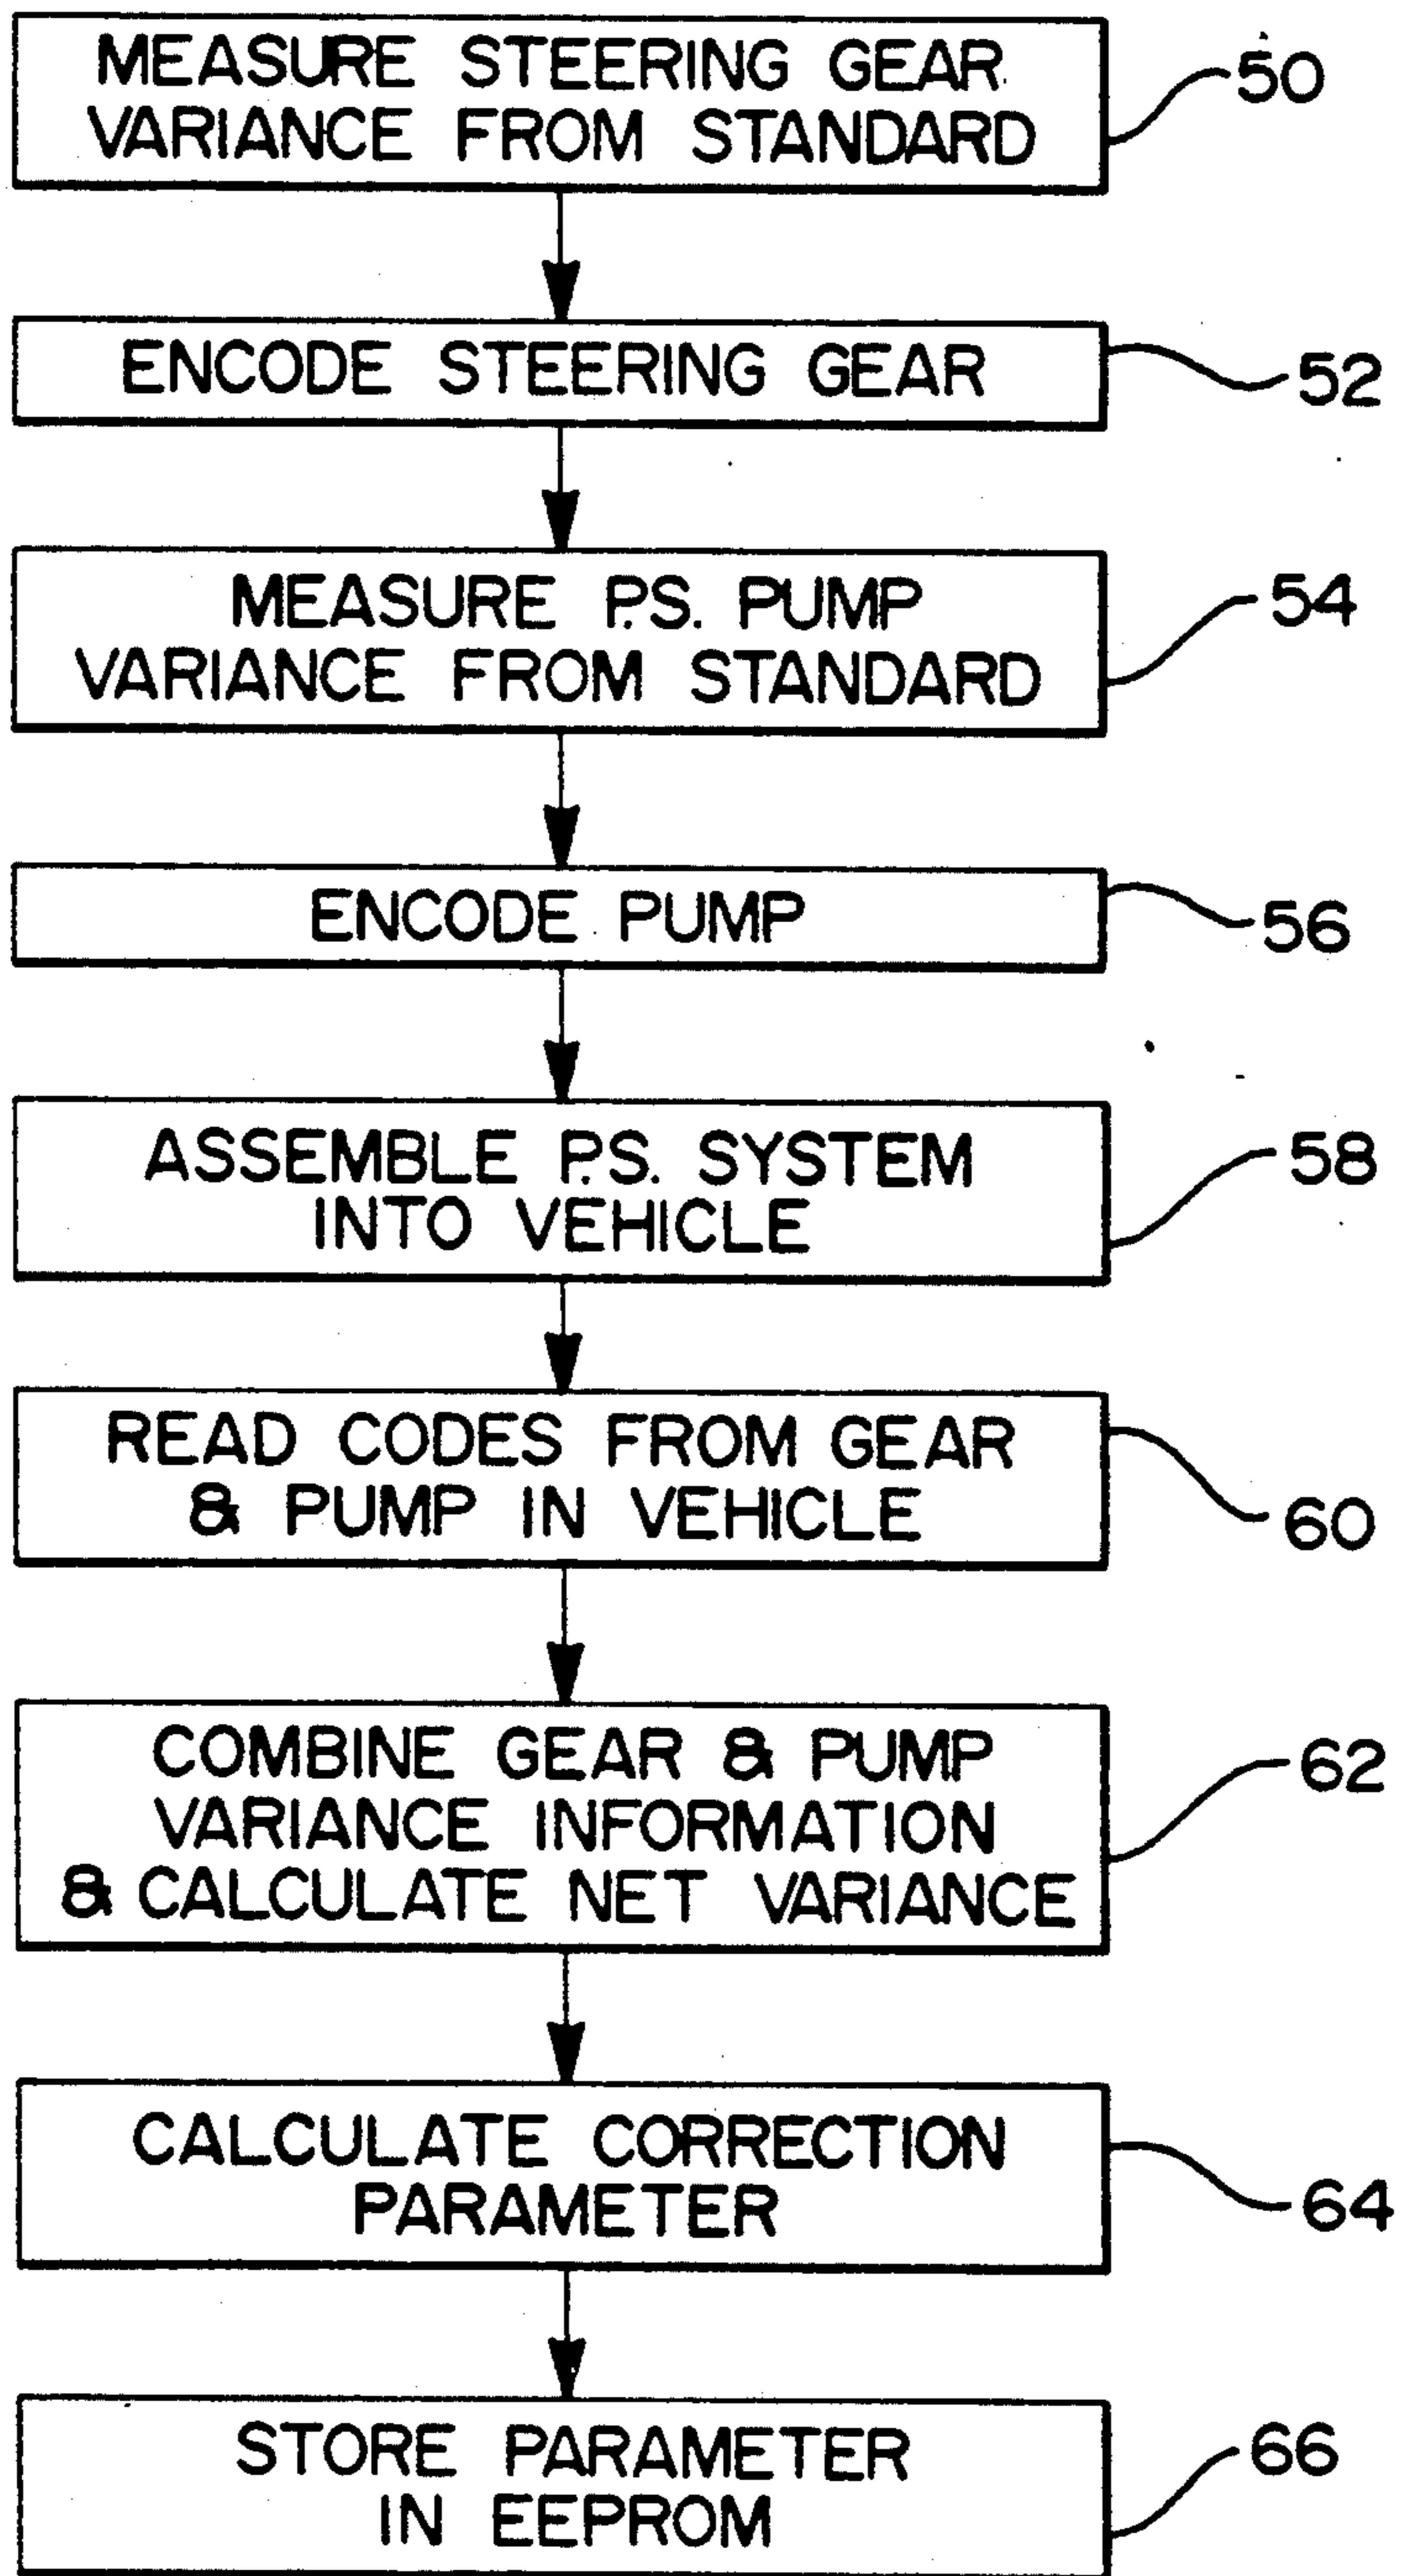 MEASURE STEERING GEAR
VARIANCE FROM STANDARD
50
ENCODE STEERING GEAR
52
MEASURE P.S. PUMP
VARIANCE FROM STANDARD
54
ENCODE PUMP
56
ASSEMBLE P.S. SYSTEM
INTO VEHICLE
58
READ CODES FROM GEAR
& PUMP IN VEHICLE
60
COMBINE GEAR & PUMP
VARIANCE INFORMATION
& CALCULATE NET VARIANCE
62
CALCULATE CORRECTION
PARAMETER
64
STORE PARAMETER
IN EEPROM
66